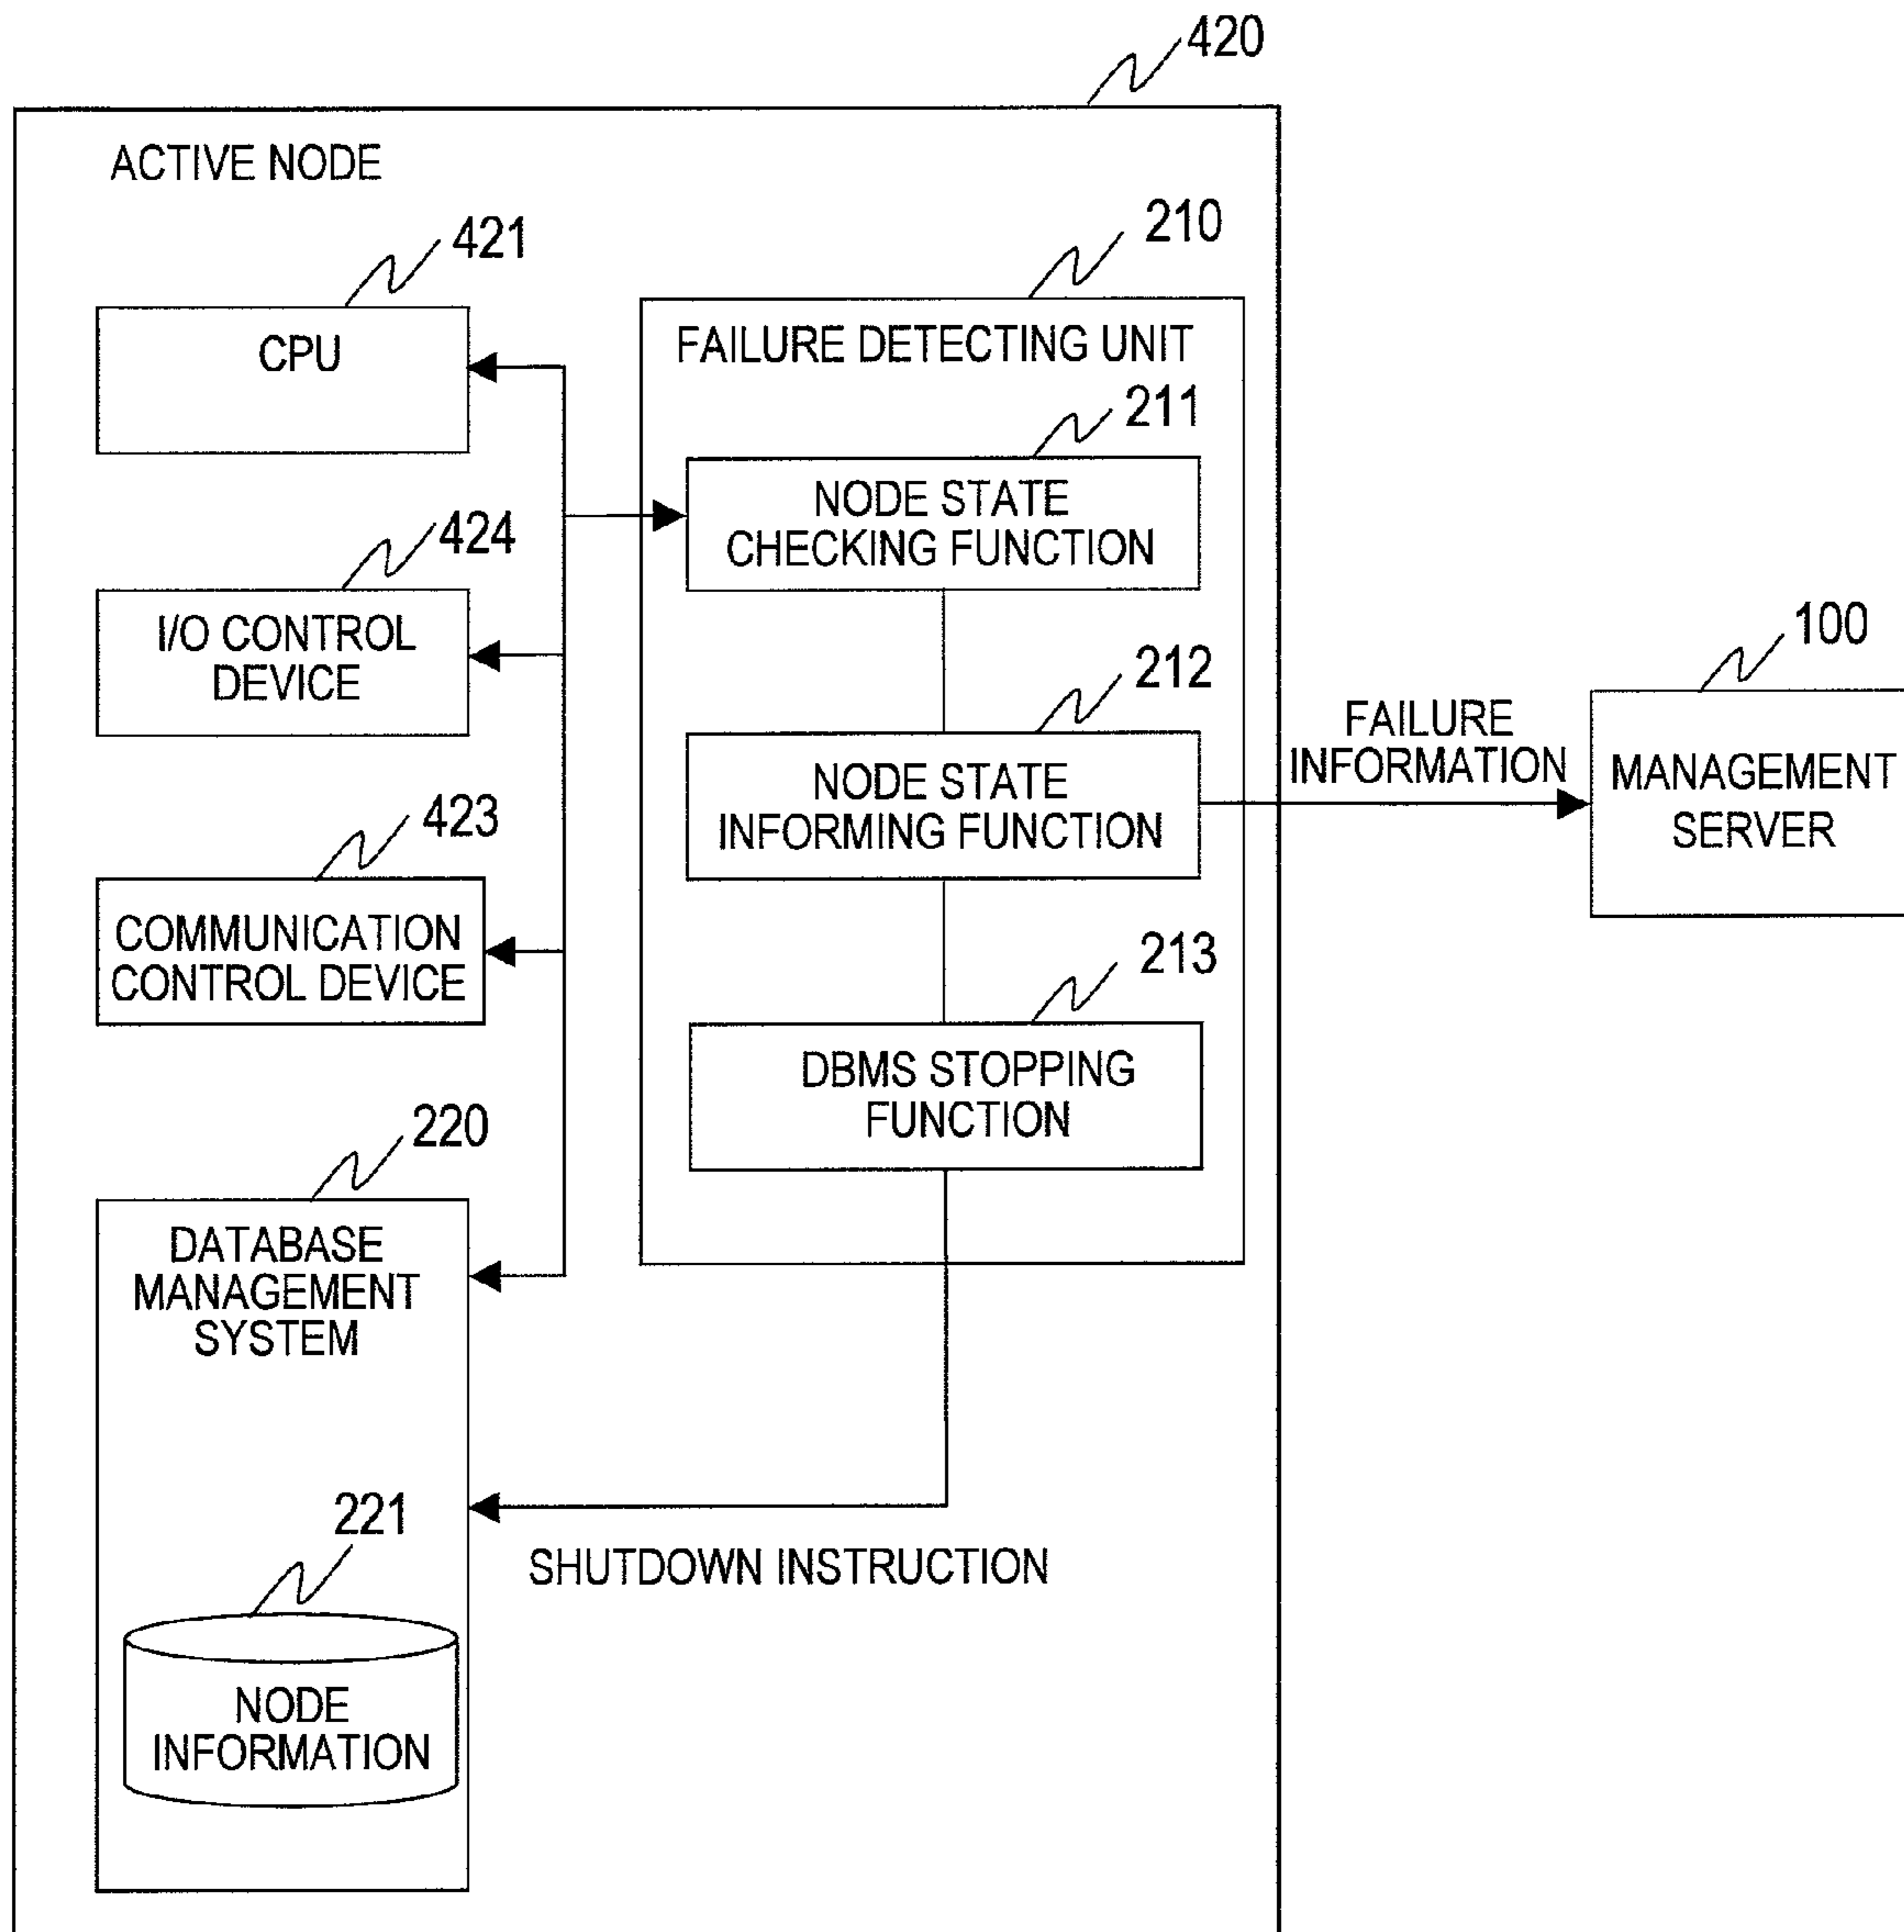 420
ACTIVE NODE
421
CPU
210
FAILURE DETECTING UNIT
211
NODE STATE
CHECKING FUNCTION
424
I/O CONTROL
DEVICE
212
NODE STATE
INFORMING FUNCTION
FAILURE
INFORMATION
100
MANAGEMENT
SERVER
423
COMMUNICATION
CONTROL DEVICE
213
DBMS STOPPING
FUNCTION
220
DATABASE
MANAGEMENT
SYSTEM
SHUTDOWN INSTRUCTION
221
NODE
INFORMATION